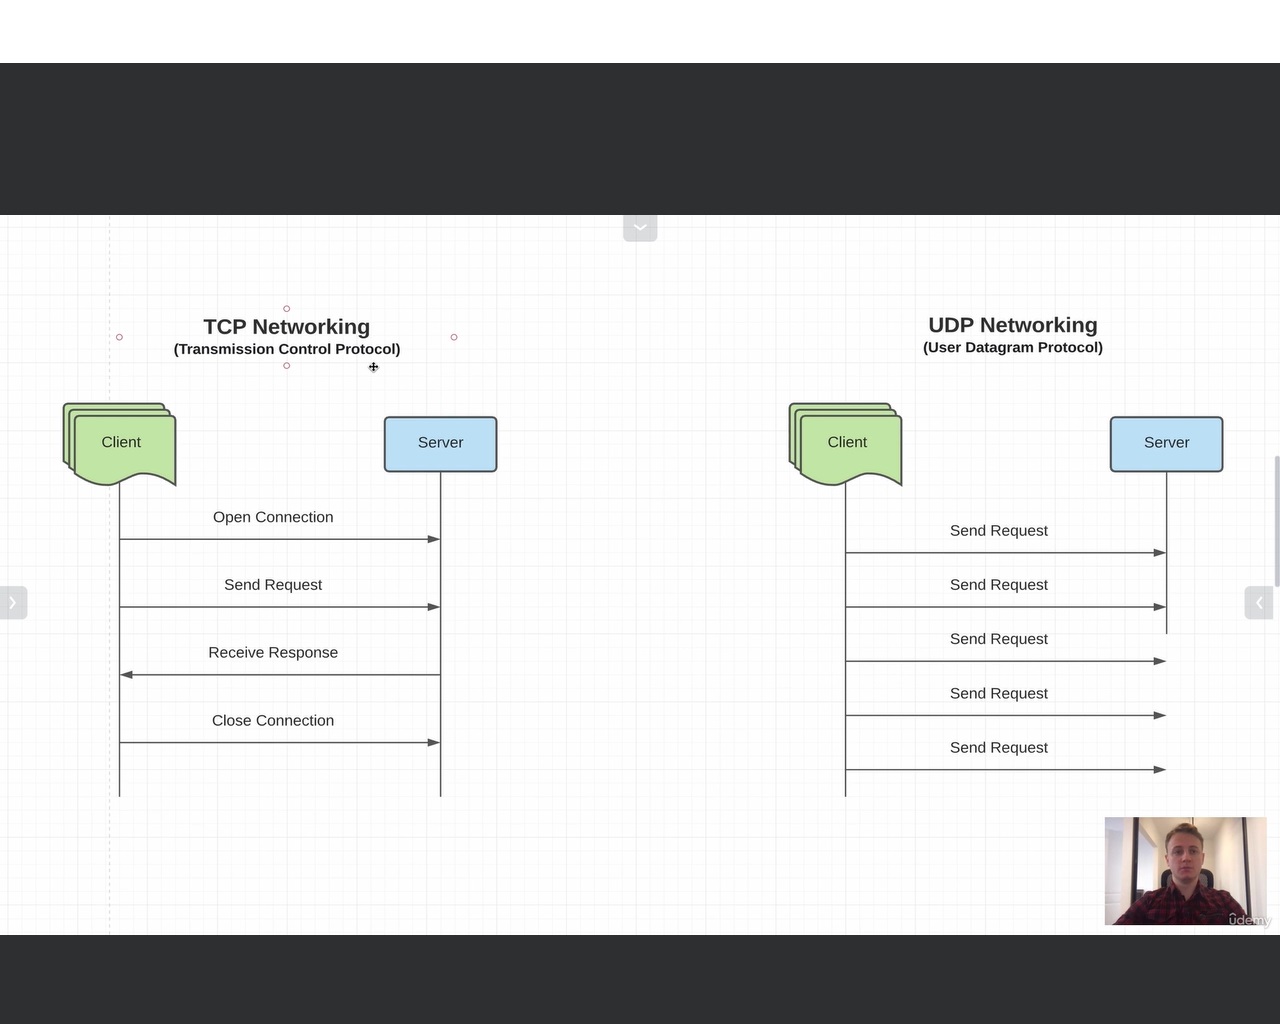 TCP Networking
(Transmission Control Protocol)
Client
Server
Open Connection
Send Request
Receive Response
Close Connection
UDP Networking
(User Datagram Protocol)
Client
Server
Send Request
Send Request
Send Request
Send Request
Send Request
udemy